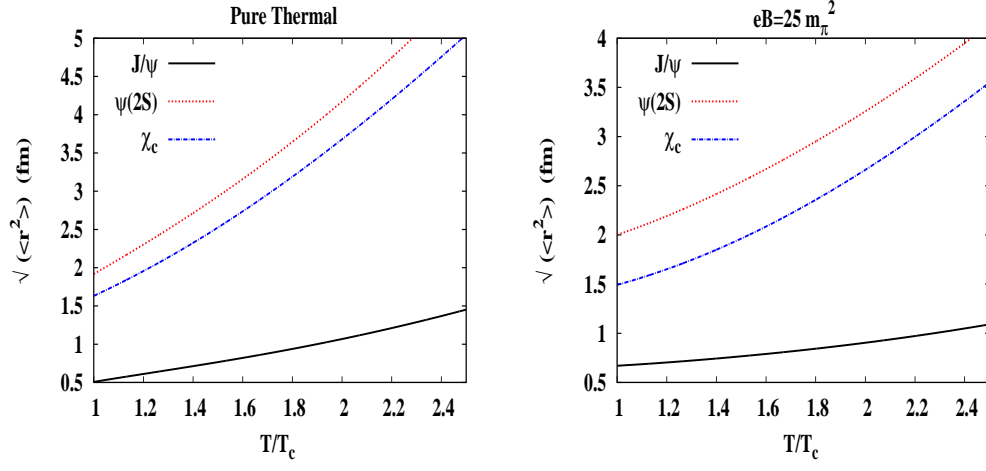 Pure Thermal
5
4.5
4
3.5
3
2.5
2
1.5
1
0.5
√ (<r²>) (fm)
J/ψ
ψ(2S)
χc
1 1.2 1.4 1.6 1.8 2 2.2 2.4
T/Tc
eB=25 mπ²
4
3.5
3
2.5
2
1.5
1
0.5
√ (<r²>) (fm)
J/ψ
ψ(2S)
χc
1 1.2 1.4 1.6 1.8 2 2.2 2.4
T/Tc